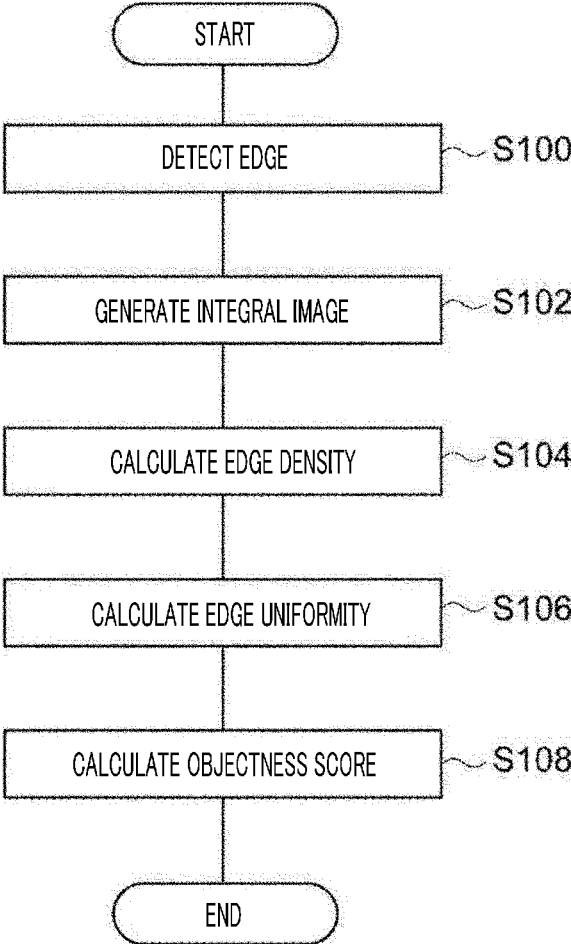 START
DETECT EDGE
S100
GENERATE INTEGRAL IMAGE
S102
CALCULATE EDGE DENSITY
S104
CALCULATE EDGE UNIFORMITY
S106
CALCULATE OBJECTNESS SCORE
S108
END